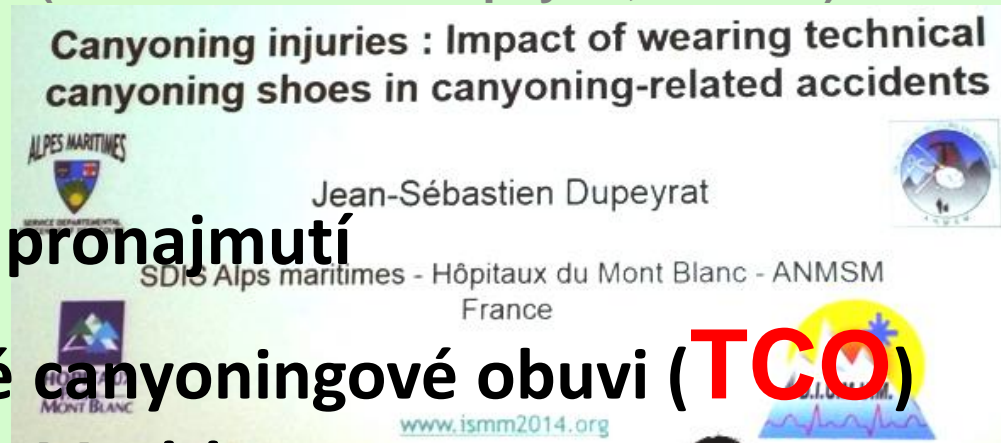 Canyoning injuries : Impact of wearing technical
canyoning shoes in canyoning-related accidents
ALPES MARITIMES
Jean-Sébastien Dupeyrat
pronajmutí
SDIS Alps maritimes - Hôpitaux du Mont Blanc - ANMSM
France
é canyoningové obuvi (TCO)
MONT BLANC
www.ismm2014.org